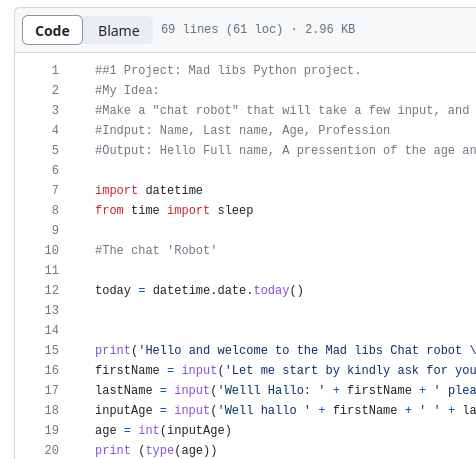 Code Blame 69 lines (61 loc) · 2.96 KB
1 ##1 Project: Mad libs Python project.
2 #My Idea:
3 #Make a "chat robot" that will take a few input, and
4 #Indput: Name, Last name, Age, Profession
5 #Output: Hello Full name, A pressention of the age an
6
7 import datetime
8 from time import sleep
9
10 #The chat 'Robot'
11
12 today = datetime.date.today()
13
14
15 print('Hello and welcome to the Mad libs Chat robot \
16 firstName = input('Let me start by kindly ask for you
17 lastName = input('Welll Hallo: ' + firstName + ' plea
18 inputAge = input('Well hallo ' + firstName + ' ' + la
19 age = int(inputAge)
20 print (type(age))